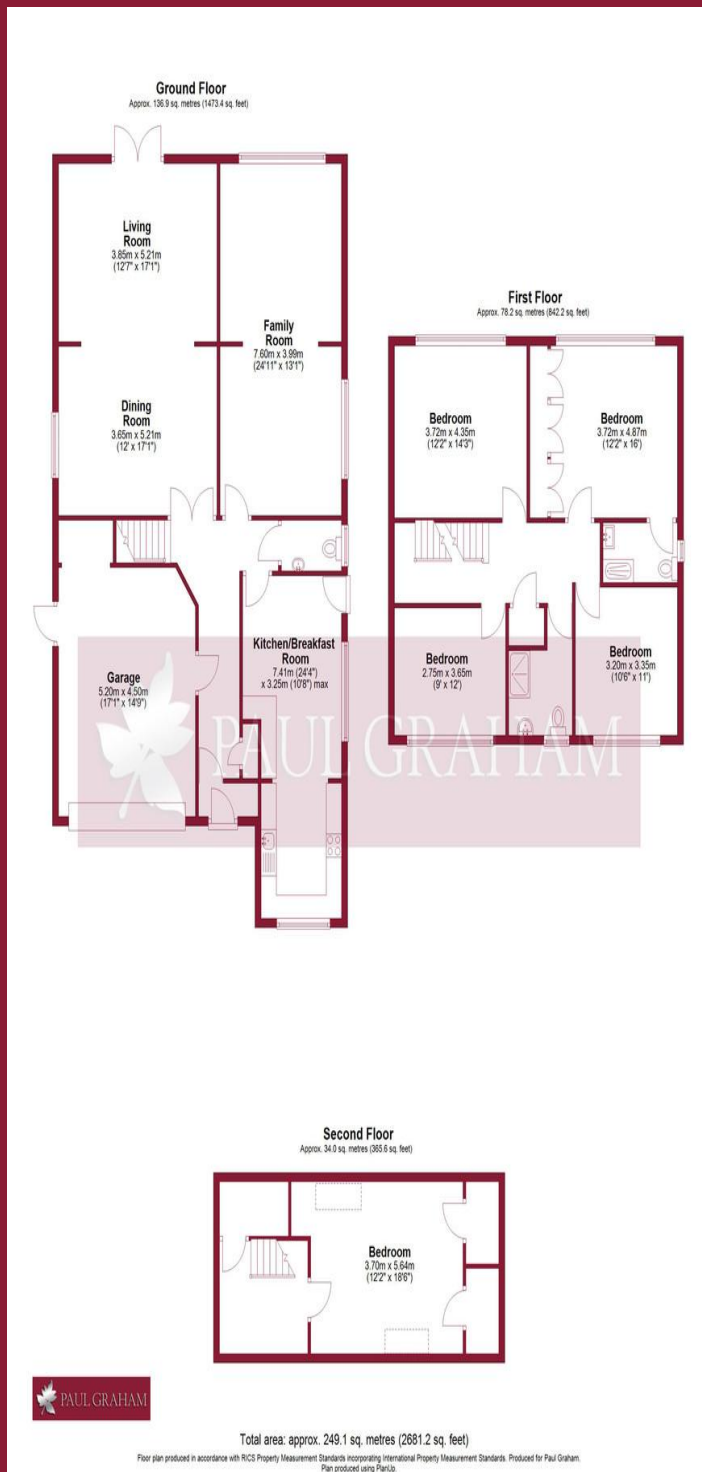 Ground Floor
Approx. 136.9 sq. metres (1473.4 sq. feet)
Living
Room
3.85m x 5.21m
(12'7" x 17'1")
Family
Room
7.60m x 3.99m
(24'11" x 13'1")
Dining
Room
3.65m x 5.21m
(12' x 17'1")
Kitchen/Breakfast
Room
7.41m (24'4")
x 3.25m (10'8") max
Garage
5.20m x 4.50m
(17'1" x 14'9")
First Floor
Approx. 78.2 sq. metres (842.2 sq. feet)
Bedroom
3.72m x 4.35m
(12'2" x 14'3")
Bedroom
3.72m x 4.87m
(12'2" x 16')
Bedroom
2.75m x 3.65m
(9' x 12')
Bedroom
3.20m x 3.35m
(10'6" x 11')
PAUL GRAHAM
Second Floor
Approx. 34.0 sq. metres (365.6 sq. feet)
Bedroom
3.70m x 5.64m
(12'2" x 18'6")
PAUL GRAHAM
Total area: approx. 249.1 sq. metres (2681.2 sq. feet)
Floor plan produced in accordance with RICS Property Measurement Standards incorporating International Property Measurement Standards. Produced for Paul Graham.
Plan produced using PlanUp.